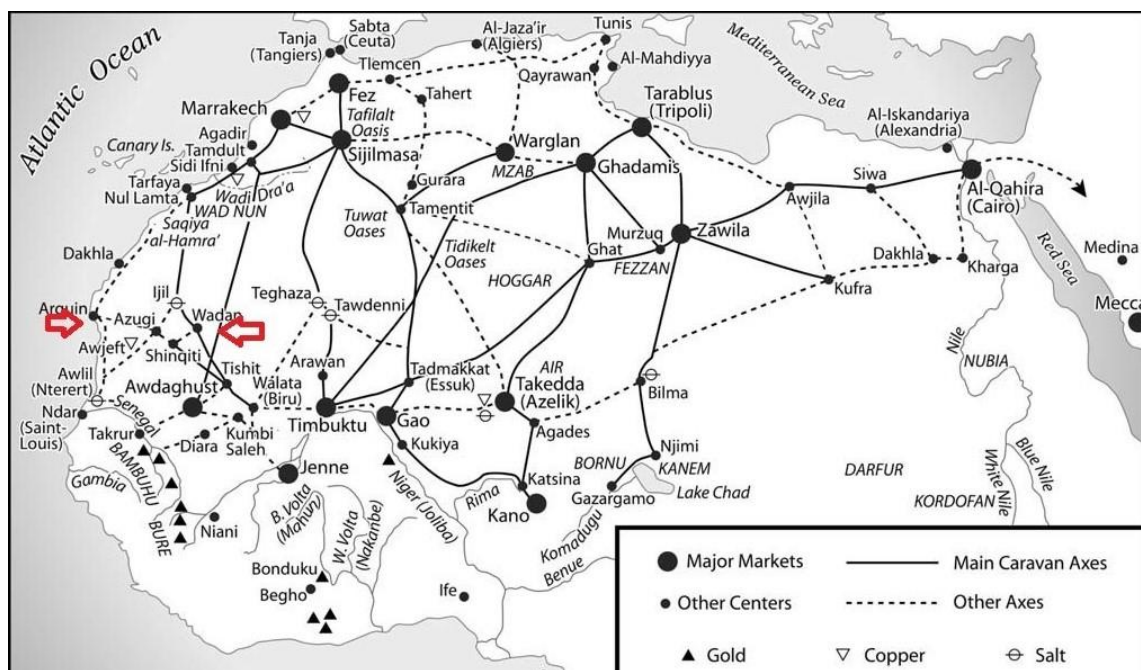 Atlantic Ocean
Mediterranean Sea
Red Sea
Canary Is.
Tanja
(Tangiers)
Sabta
(Ceuta)
Al-Jaza'ir
(Algiers)
Tunis
Tlemcen
Qayrawan
Al-Mahdiyya
Fez
Tahert
Tarablus
(Tripoli)
Al-Iskandariya
(Alexandria)
Marrakech
Tafilalt
Oasis
Agadir
Tamdult
Sidi Ifni
Sijilmasa
Warglan
MZAB
Ghadamis
Al-Qahira
(Cairo)
Siwa
Awjila
Tarfaya
Nul Lamta
Wadi Dra'a
WAD NUN
Saqiya
al-Hamra'
Gurara
Tamentit
Tuwat
Oases
Tidikelt
Oases
Murzuq
Zawila
Ghat
FEZZAN
HOGGAR
Dakhla
Kharga
Medina
Mecca
Kufra
Dakhla
Arguin
Ijil
Azugi
Wadan
Teghaza
Tawdenni
Awjeft
Shinqiti
Tishit
Arawan
AIR
Tadmakkat
(Essuk)
Takedda
(Azelik)
Bilma
Nile
NUBIA
Awlil
(Nterert)
Awdaghust
Walata
(Biru)
Timbuktu
Gao
Agades
Ndar
(Saint-
Louis)
Senegal
Takrur
Diara
Kumbi
Saleh
Kukiya
Njimi
BORNU
KANEM
Lake Chad
Gazargamo
DARFUR
KORDOFAN
White Nile
Blue Nile
BAMBUHU
Gambia
BURE
Jenne
Niani
B. Volta
(Mahun)
W. Volta
(Nakanbe)
Niger (Joliba)
Rima
Katsina
Kano
Komadugu
Benue
Bonduku
Begho
Ife
Major Markets
Main Caravan Axes
Other Centers
Other Axes
Gold
Copper
Salt